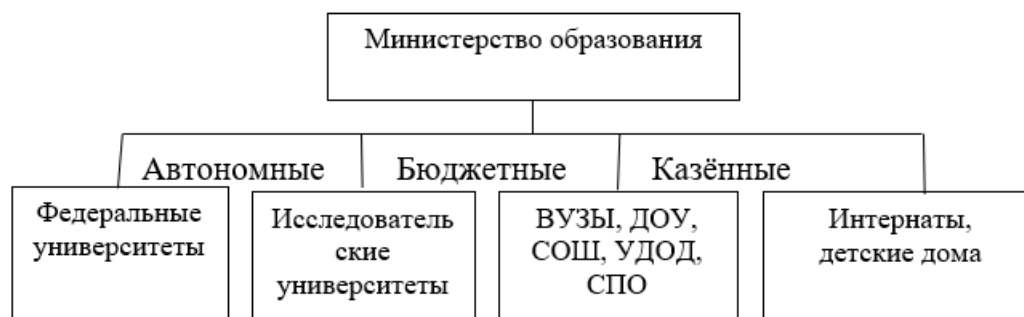 Министерство образования
Автономные
Бюджетные
Казённые
Федеральные
университеты
Исследователь
ские
университеты
ВУЗЫ, ДОУ,
СОШ, УДОД,
СПО
Интернаты,
детские дома